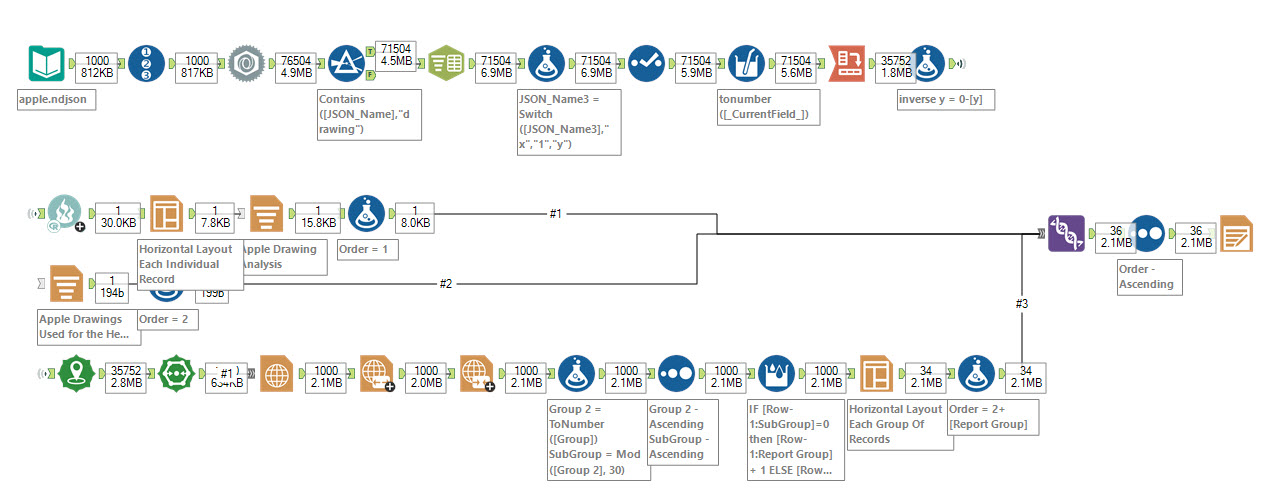 1000
812KB
1
2
3
1000
817KB
76504
4.9MB
T
F
71504
4.5MB
71504
6.9MB
71504
6.9MB
71504
5.9MB
71504
5.6MB
35752
1.8MB
apple.ndjson
Contains
([JSON_Name],"d
rawing")
JSON_Name3 =
Switch
([JSON_Name3],"
x","1","y")
tonumber
([_CurrentField_])
inverse y = 0-[y]
1
30.0KB
1
7.8KB
1
15.8KB
1
8.0KB
#1
Horizontal Layout
Each Individual
Record
Apple Drawing
Analysis
Order = 1
36
2.1MB
36
2.1MB
Order -
Ascending
1
194b
199b
#2
Apple Drawings
Used for the He...
Order = 2
#3
35752
2.8MB
#1
1000
2.1MB
1000
2.0MB
1000
2.1MB
1000
2.1MB
1000
2.1MB
1000
2.1MB
34
2.1MB
34
2.1MB
Group 2 =
ToNumber
([Group])
SubGroup = Mod
([Group 2], 30)
Group 2 -
Ascending
SubGroup -
Ascending
IF [Row-
1:SubGroup]=0
then [Row-
1:Report Group]
+ 1 ELSE [Row...
Horizontal Layout
Each Group Of
Records
Order = 2+
[Report Group]